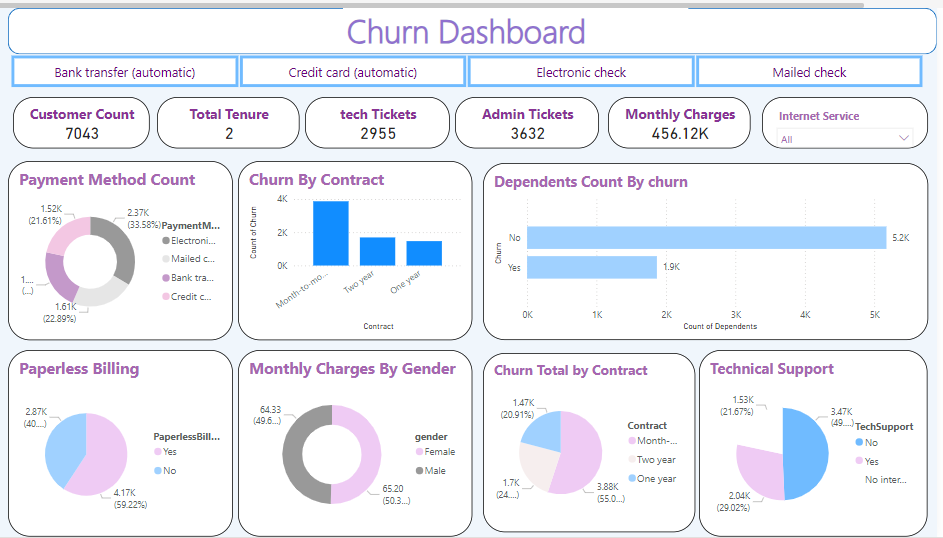 Churn Dashboard
Bank transfer (automatic)
Credit card (automatic)
Electronic check
Mailed check
Customer Count
7043
Total Tenure
2
tech Tickets
2955
Admin Tickets
3632
Monthly Charges
456.12K
Internet Service
All
Payment Method Count
1.52K
(21.61%)
2.37K
(33.58%)
1....
(...)
1.61K
(22.89%)
PaymentM...
Electroni...
Mailed c...
Bank tra...
Credit c...
Churn By Contract
Count of Churn
4K
2K
0K
Month-to-mo...
Two year
One year
Contract
Dependents Count By churn
Churn
No
5.2K
Yes
1.9K
0K
1K
2K
3K
4K
5K
Count of Dependents
Paperless Billing
2.87K
(40....)
4.17K
(59.22%)
PaperlessBill...
Yes
No
Monthly Charges By Gender
64.33
(49.6...)
65.20
(50.3...)
gender
Female
Male
Churn Total by Contract
1.47K
(20.91%)
1.7K
(24....)
3.88K
(55.0...)
Contract
Month-...
Two year
One year
Technical Support
1.53K
(21.67%)
3.47K
(49....)
2.04K
(29.02%)
TechSupport
No
Yes
No inter...